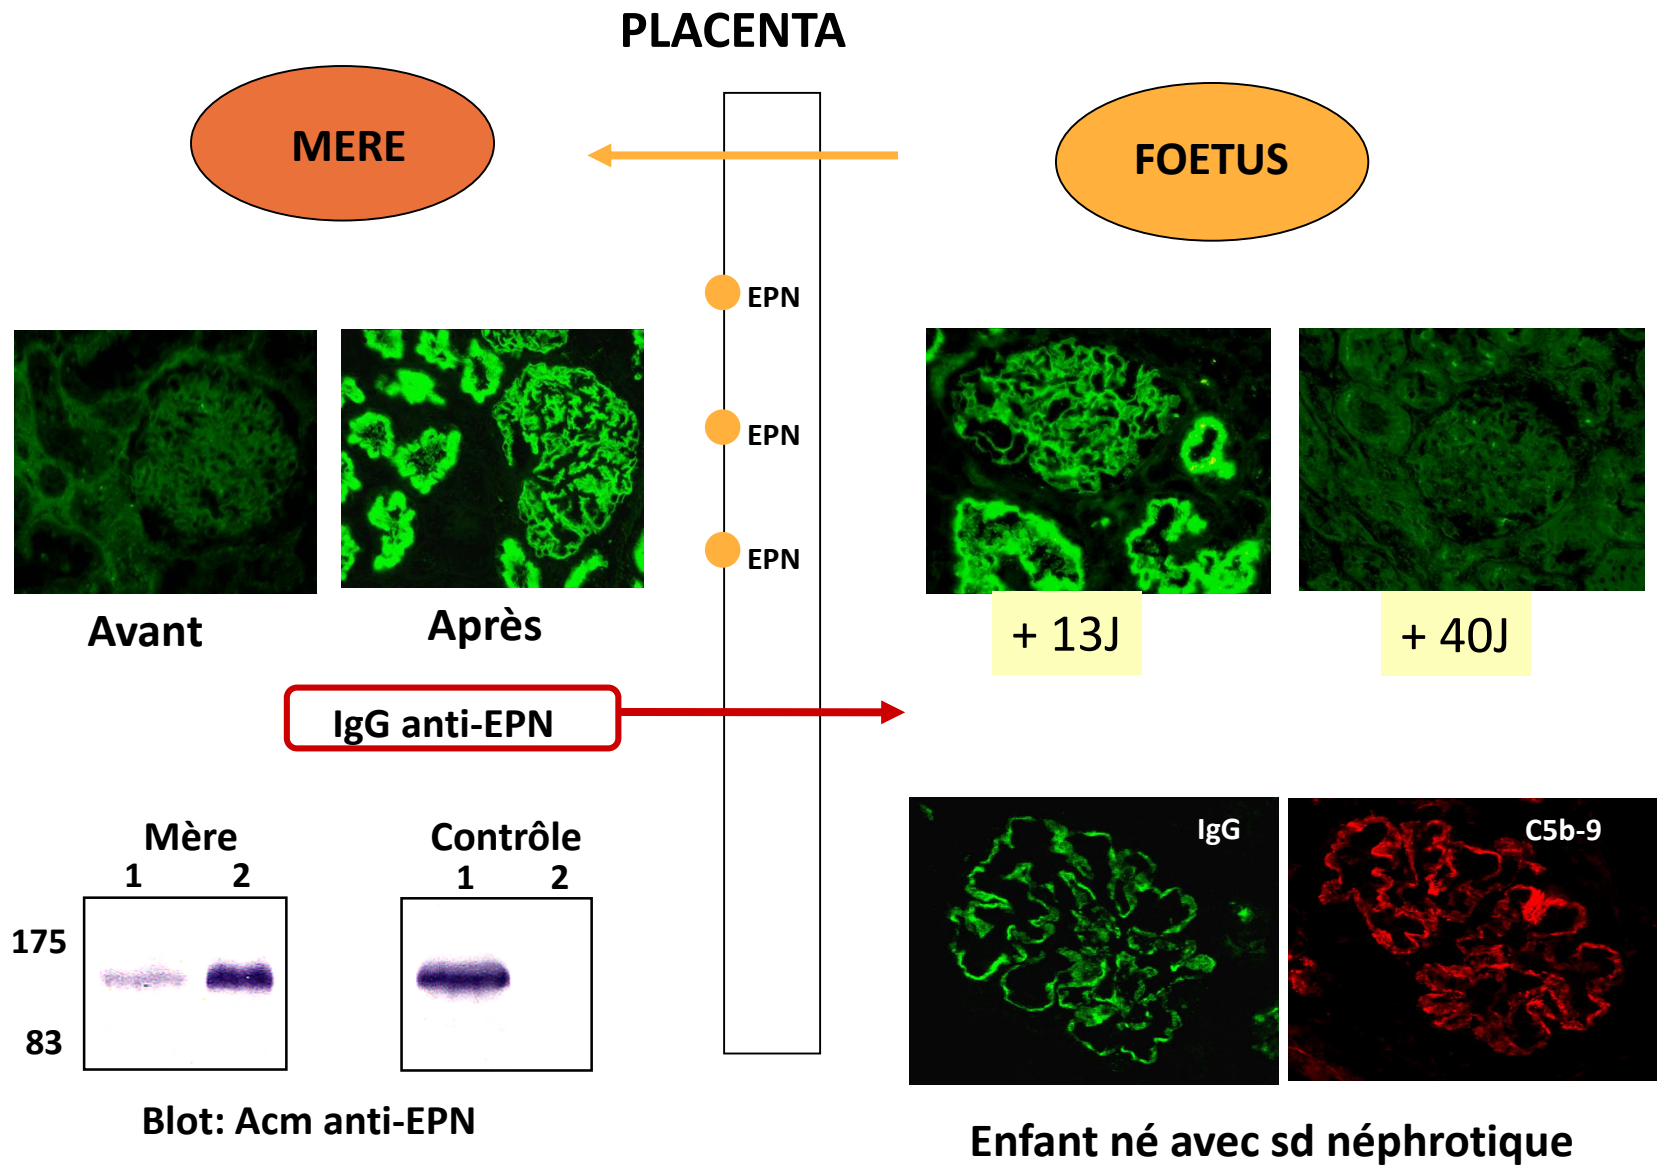 PLACENTA
MERE
FOETUS
EPN
EPN
EPN
Avant
Après
+ 13J
+ 40J
IgG anti-EPN
Mère
Contrôle
1 2
1 2
175
83
Blot: Acm anti-EPN
IgG
C5b-9
Enfant né avec sd néphrotique